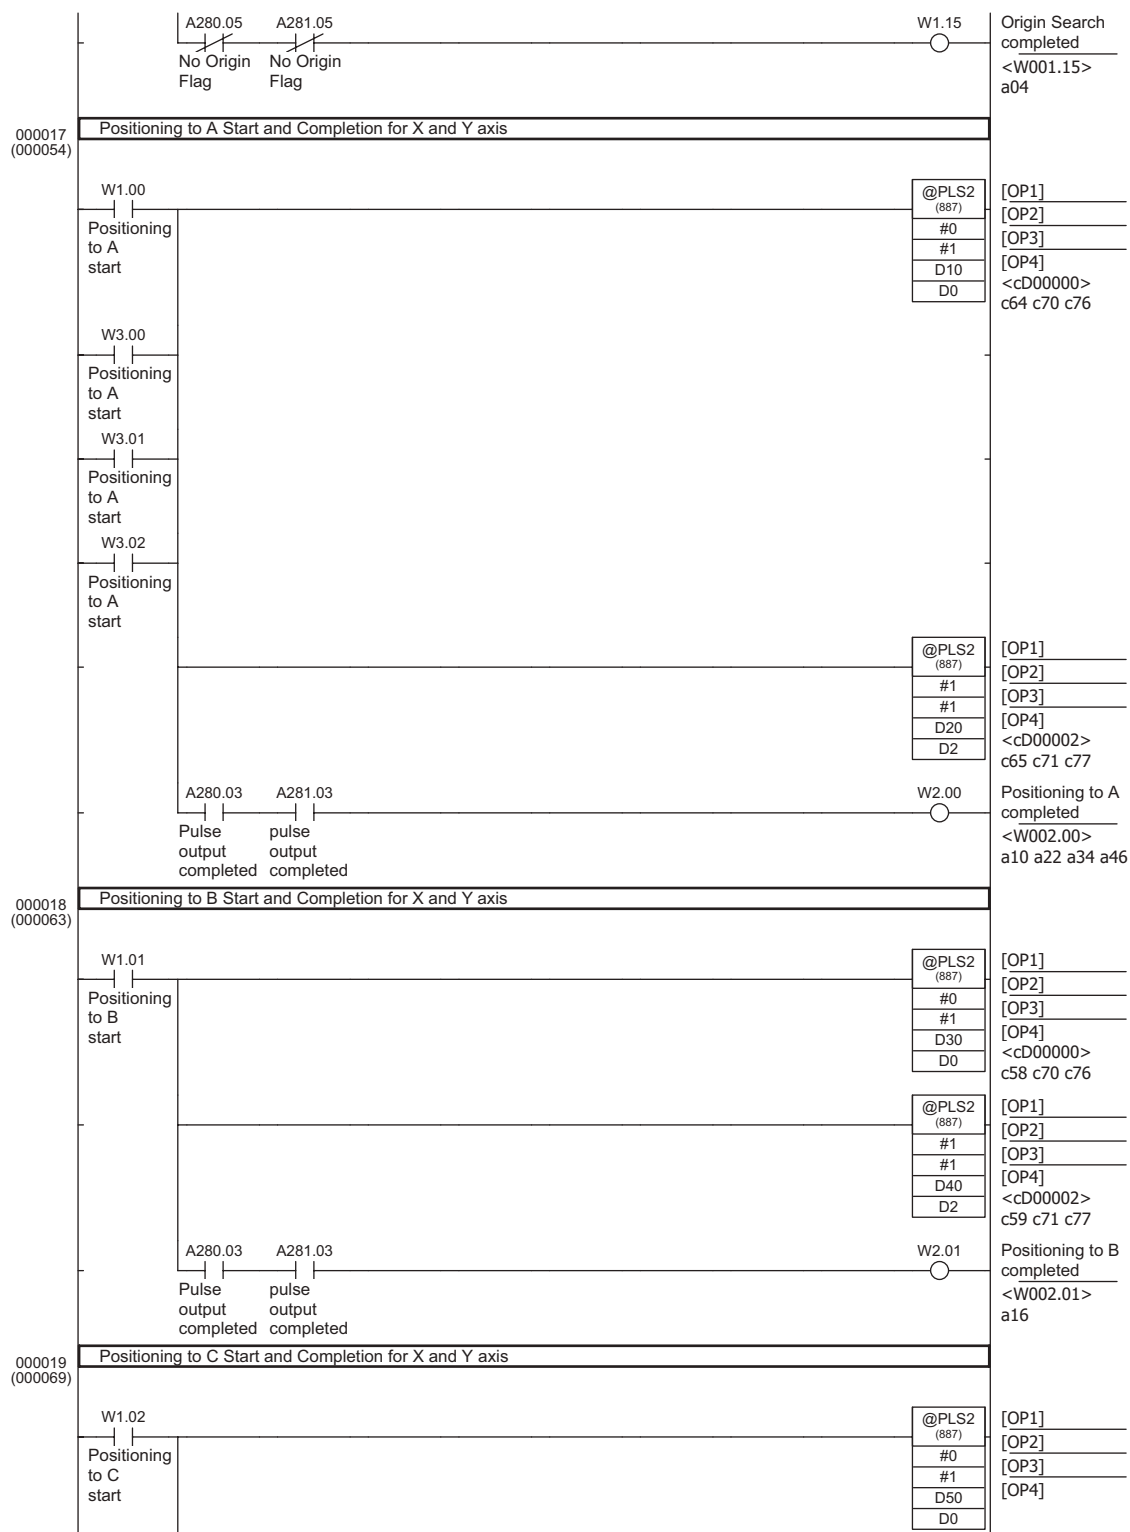 A280.05 A281.05 W1.15 Origin Search
completed
No Origin No Origin <W001.15>
Flag Flag a04
000017 Positioning to A Start and Completion for X and Y axis
(000054)
W1.00 @PLS2 [OP1]
(887) [OP2]
Positioning #0 [OP3]
to A #1 [OP4]
start D10 <cD00000>
D0 c64 c70 c76
W3.00
Positioning
to A
start
W3.01
Positioning
to A
start
W3.02
Positioning
to A
start
@PLS2 [OP1]
(887) [OP2]
#1 [OP3]
#1 [OP4]
D20 <cD00002>
D2 c65 c71 c77
A280.03 A281.03 W2.00 Positioning to A
completed
Pulse pulse <W002.00>
output output a10 a22 a34 a46
completed completed
000018 Positioning to B Start and Completion for X and Y axis
(000063)
W1.01 @PLS2 [OP1]
(887) [OP2]
Positioning #0 [OP3]
to B #1 [OP4]
start D30 <cD00000>
D0 c58 c70 c76
@PLS2 [OP1]
(887) [OP2]
#1 [OP3]
#1 [OP4]
D40 <cD00002>
D2 c59 c71 c77
A280.03 A281.03 W2.01 Positioning to B
completed
Pulse pulse <W002.01>
output output a16
completed completed
000019 Positioning to C Start and Completion for X and Y axis
(000069)
W1.02 @PLS2 [OP1]
(887) [OP2]
Positioning #0 [OP3]
to C #1 [OP4]
start D50
D0